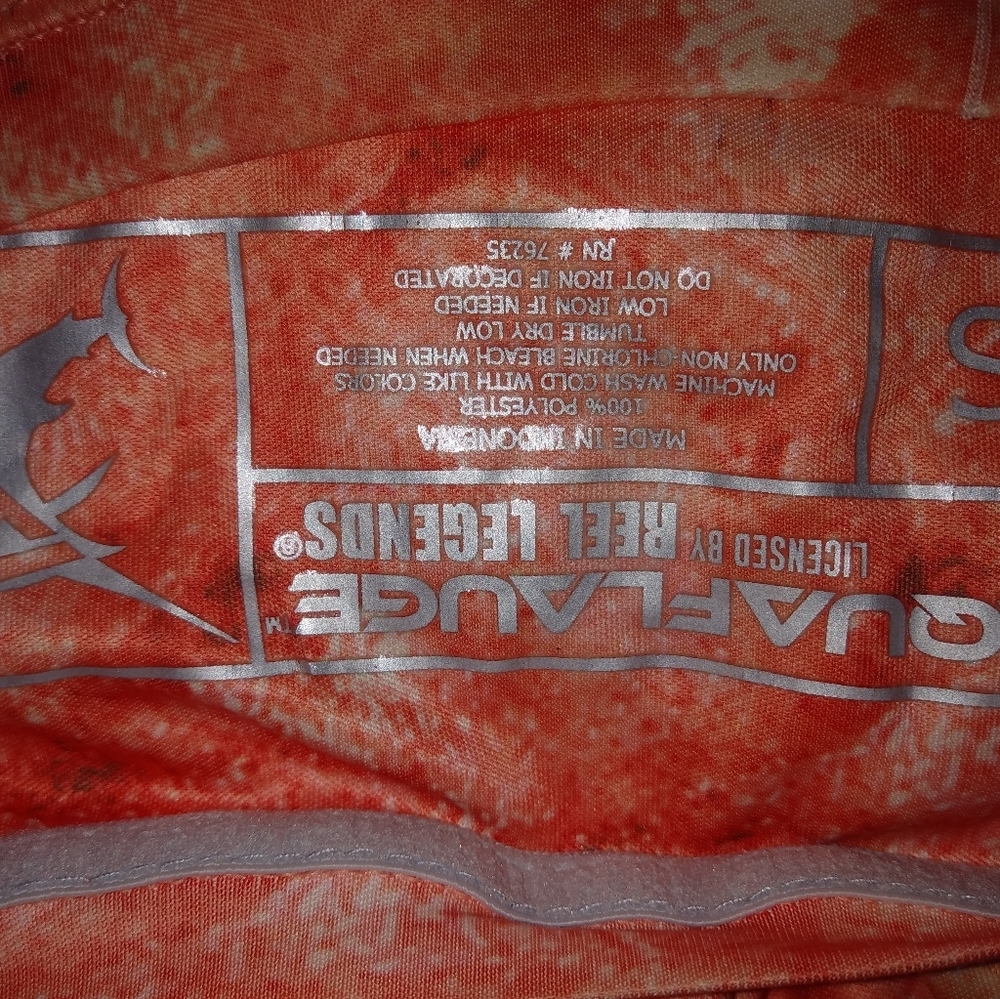 QUAFLAUGE™
LICENSED BY REEL LEGENDS®
MADE IN INDONESIA
100% POLYESTER
MACHINE WASH COLD WITH LIKE COLORS
ONLY NON-CHLORINE BLEACH WHEN NEEDED
TUMBLE DRY LOW
LOW IRON IF NEEDED
DO NOT IRON IF DECORATED
RN # 76235